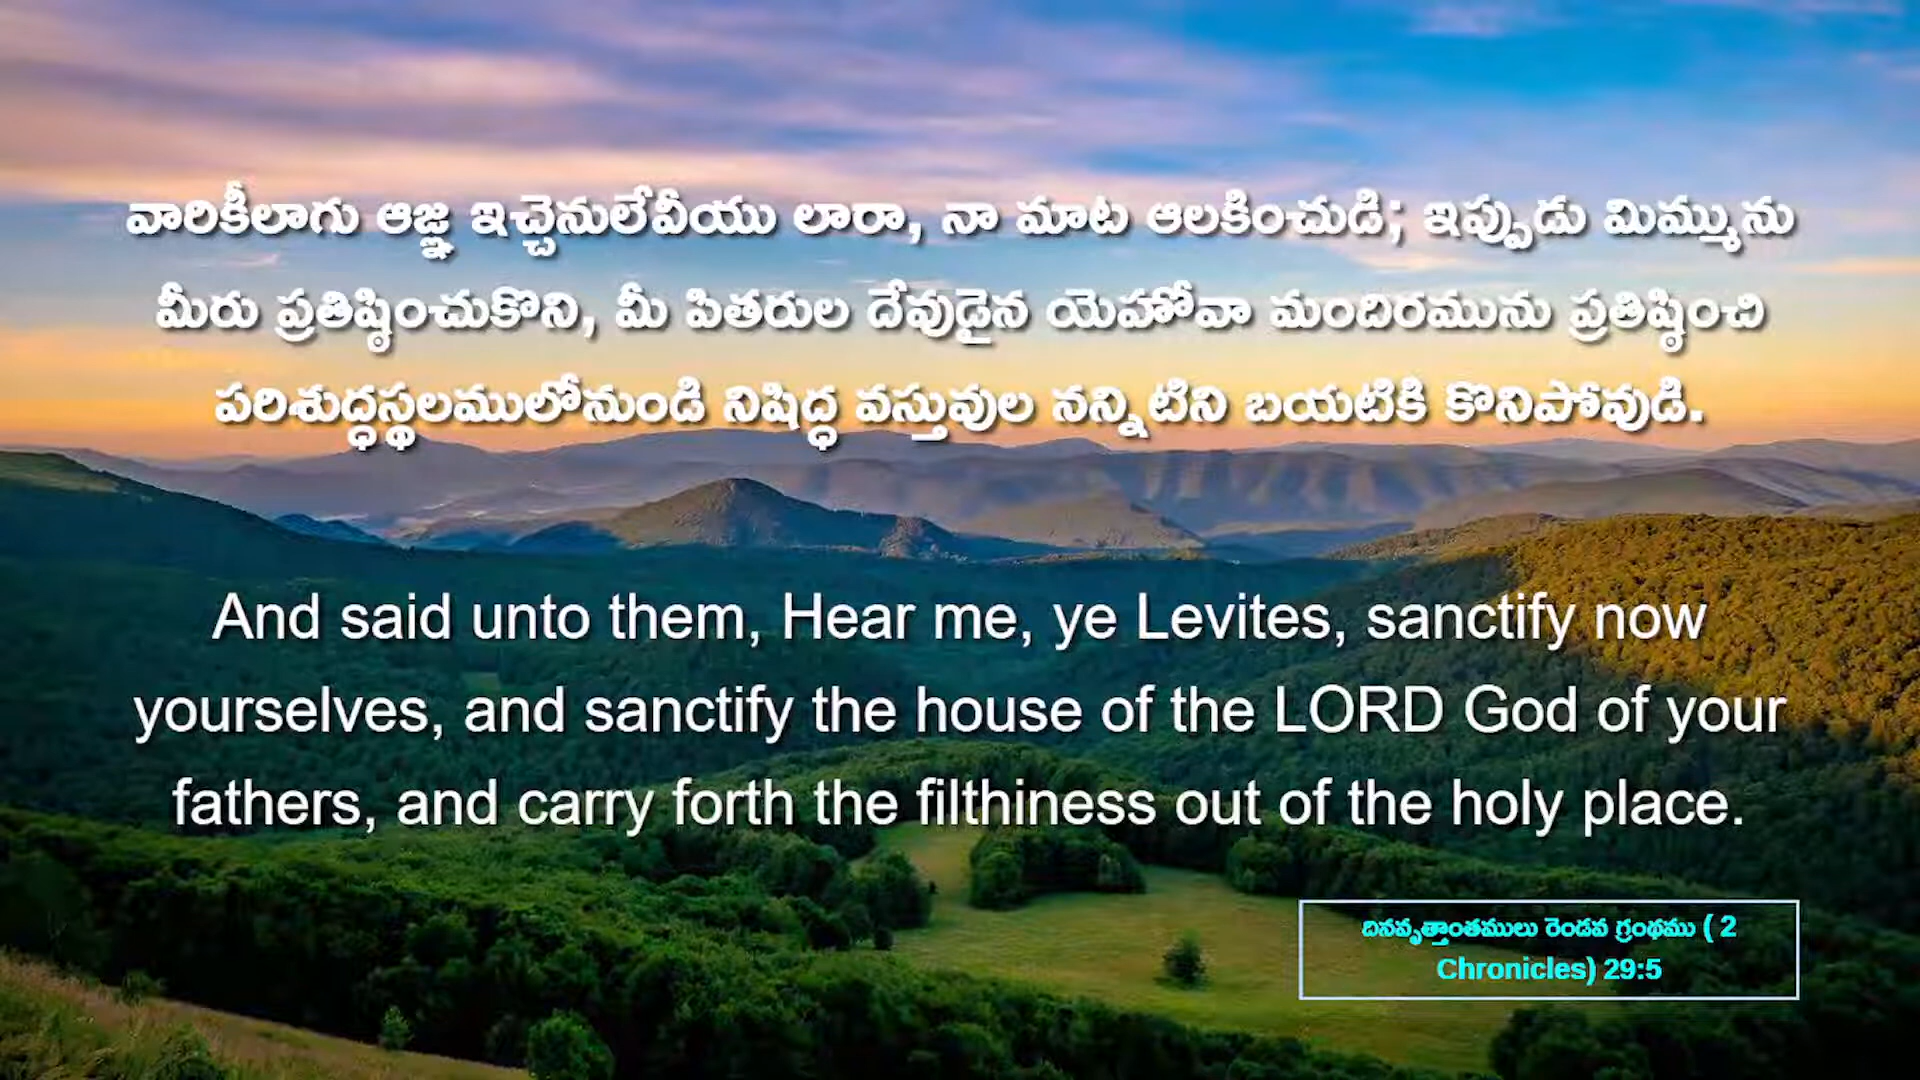 వారికీలాగు ఆజ్ఞ ఇచ్చెనులేవీయు లారా, నా మాట ఆలకించుడి; ఇప్పుడు మిమ్మును
మీరు ప్రతిష్ఠించుకొని, మీ పితరుల దేవుడైన యెహోవా మందిరమును ప్రతిష్ఠించి
పరిశుద్ధస్థలములోనుండి నిషిద్ధ వస్తువుల నన్నిటిని బయటికి కొనిపోవుడి.
And said unto them, Hear me, ye Levites, sanctify now
yourselves, and sanctify the house of the LORD God of your
fathers, and carry forth the filthiness out of the holy place.
దినవృత్తాంతములు రెండవ గ్రంథము ( 2
Chronicles) 29:5